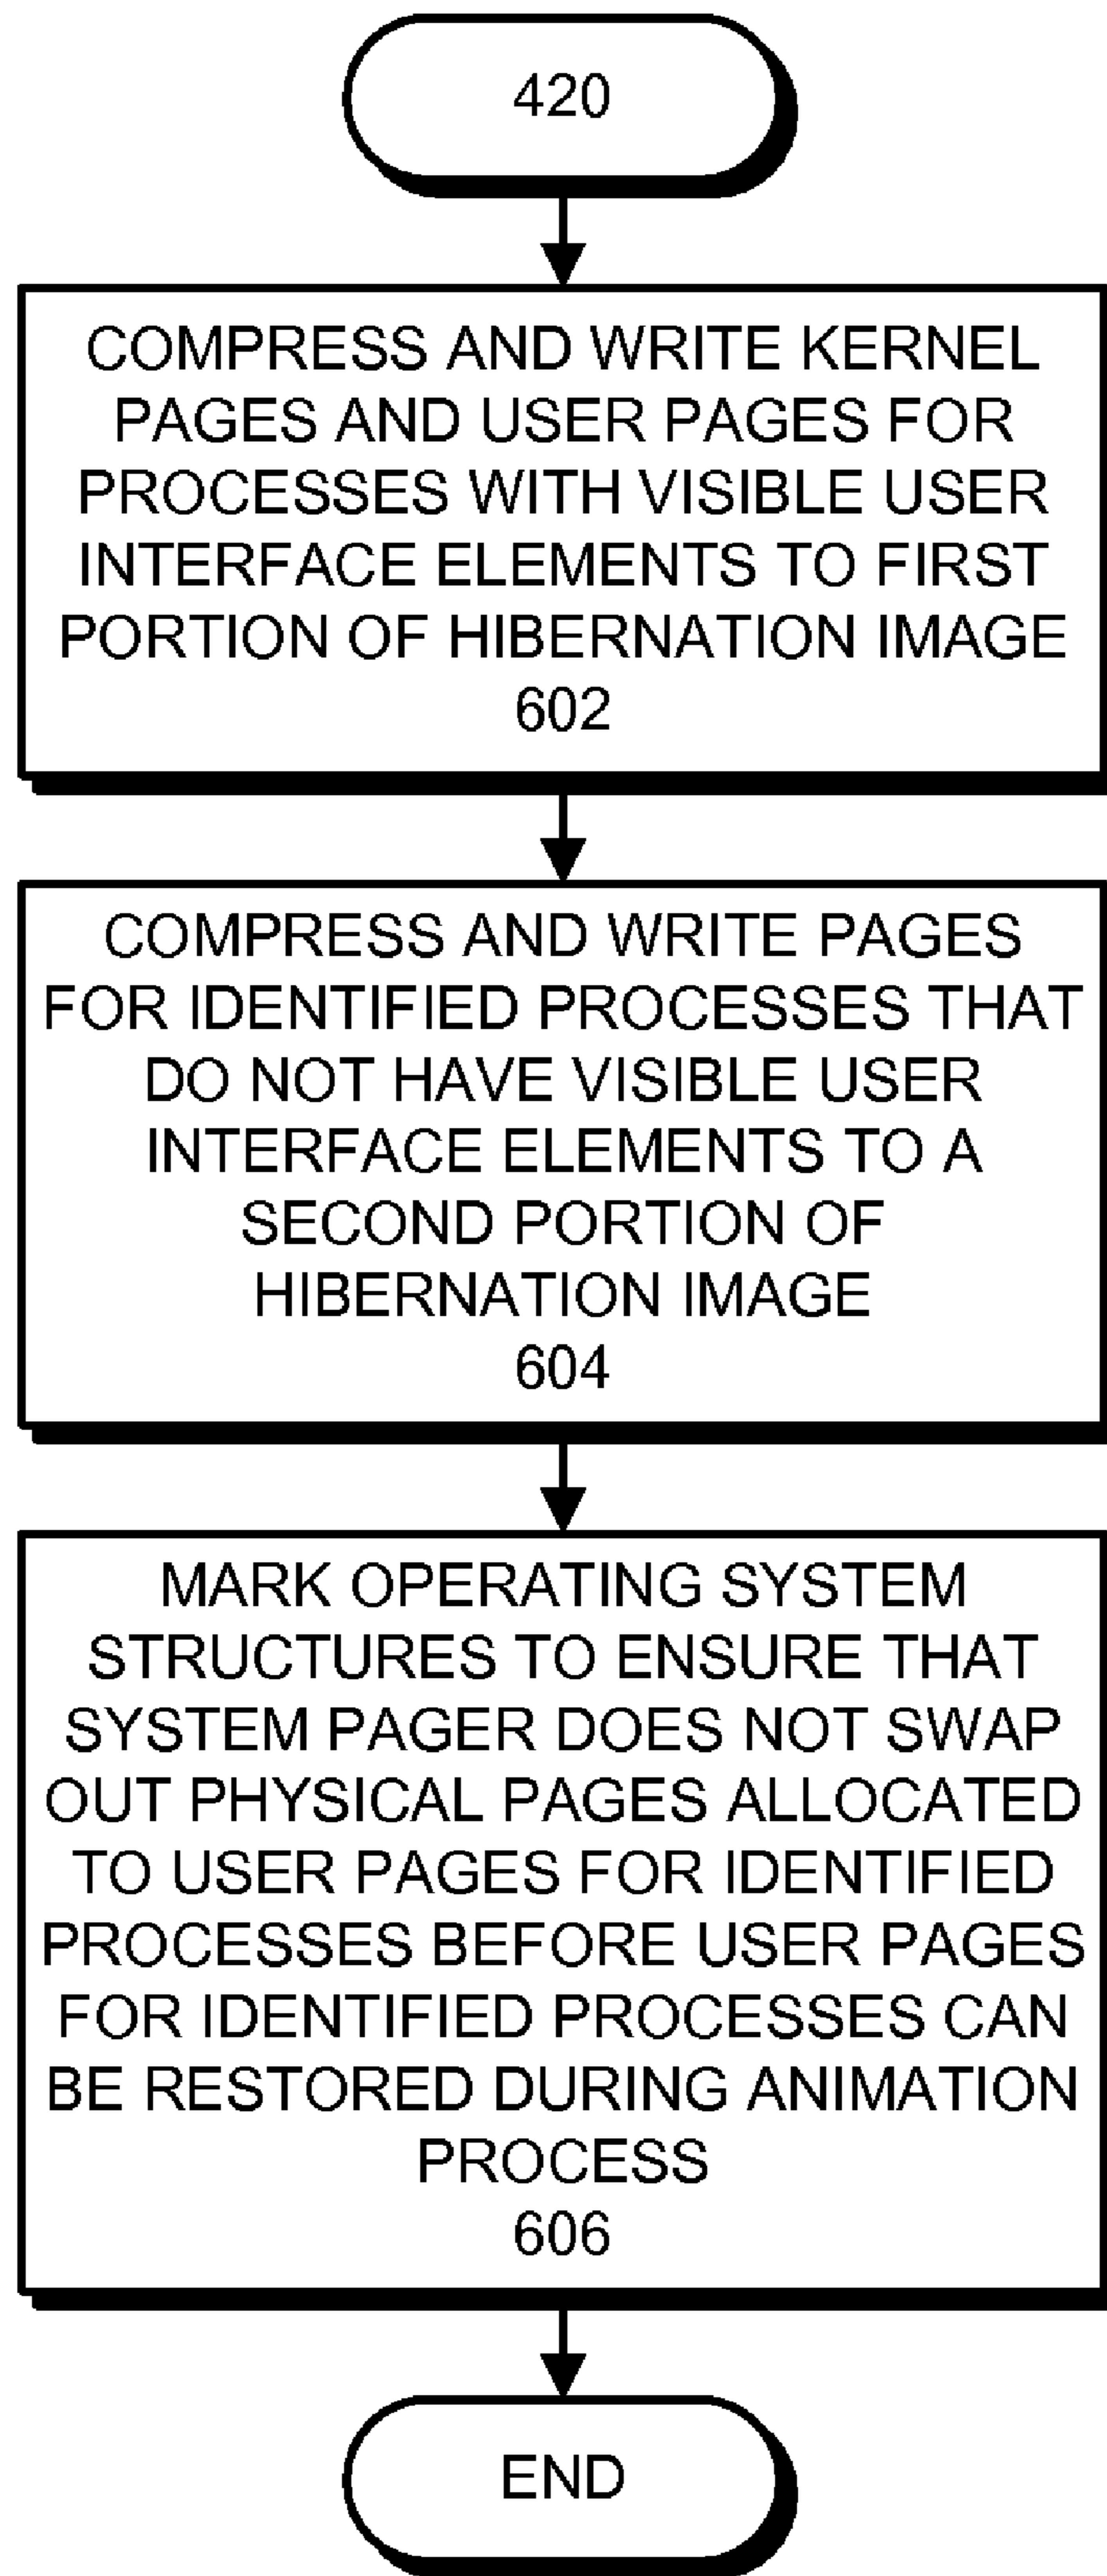 420
COMPRESS AND WRITE KERNEL
PAGES AND USER PAGES FOR
PROCESSES WITH VISIBLE USER
INTERFACE ELEMENTS TO FIRST
PORTION OF HIBERNATION IMAGE
602
COMPRESS AND WRITE PAGES
FOR IDENTIFIED PROCESSES THAT
DO NOT HAVE VISIBLE USER
INTERFACE ELEMENTS TO A
SECOND PORTION OF
HIBERNATION IMAGE
604
MARK OPERATING SYSTEM
STRUCTURES TO ENSURE THAT
SYSTEM PAGER DOES NOT SWAP
OUT PHYSICAL PAGES ALLOCATED
TO USER PAGES FOR IDENTIFIED
PROCESSES BEFORE USER PAGES
FOR IDENTIFIED PROCESSES CAN
BE RESTORED DURING ANIMATION
PROCESS
606
END